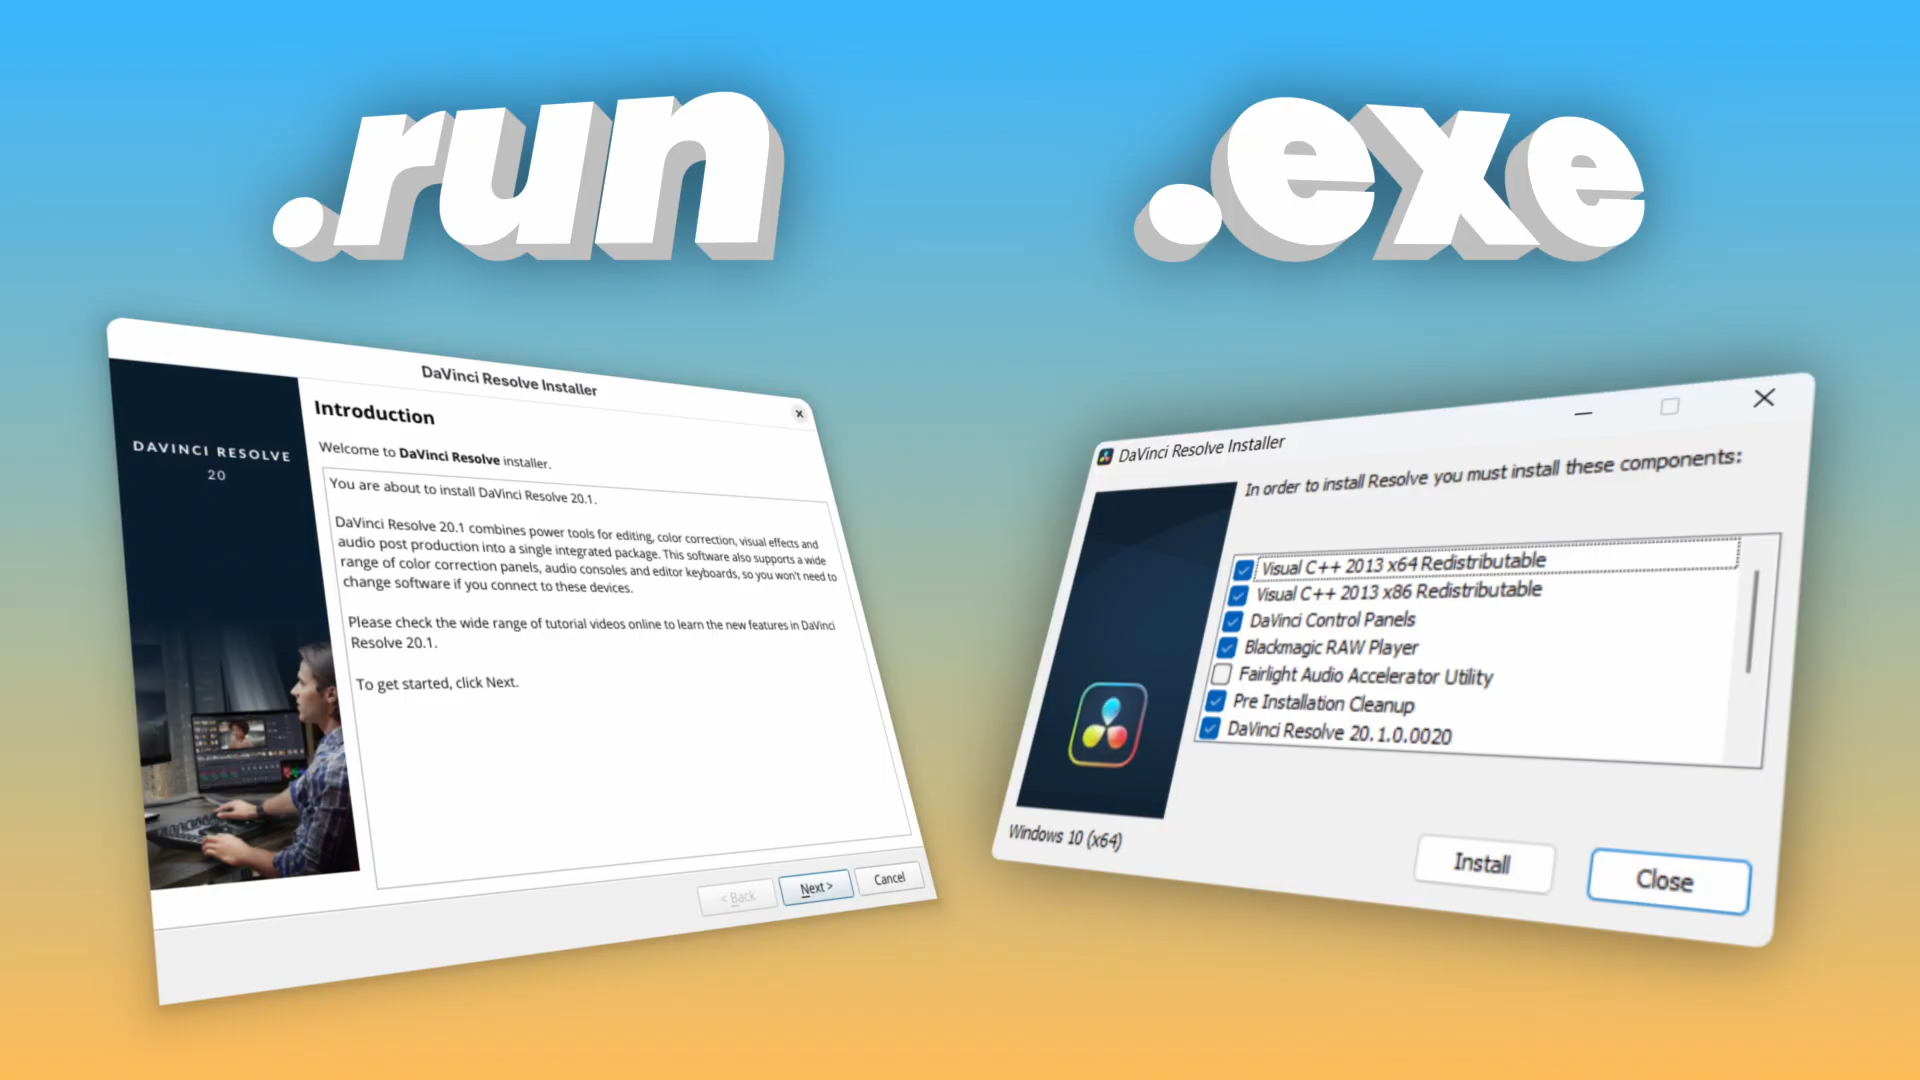 .run
.exe
DaVinci Resolve Installer
DAVINCI RESOLVE
20
Introduction
Welcome to DaVinci Resolve installer.
You are about to install DaVinci Resolve 20.1.
DaVinci Resolve 20.1 combines power tools for editing, color correction, visual effects and
audio post production into a single integrated package. This software also supports a wide
range of color correction panels, audio consoles and editor keyboards, so you won't need to
change software if you connect to these devices.
Please check the wide range of tutorial videos online to learn the new features in DaVinci
Resolve 20.1.
To get started, click Next.
< Back
Next >
Cancel
DaVinci Resolve Installer
In order to install Resolve you must install these components:
Visual C++ 2013 x64 Redistributable
Visual C++ 2013 x86 Redistributable
DaVinci Control Panels
Blackmagic RAW Player
Fairlight Audio Accelerator Utility
Pre Installation Cleanup
DaVinci Resolve 20.1.0.0020
Windows 10 (x64)
Install
Close